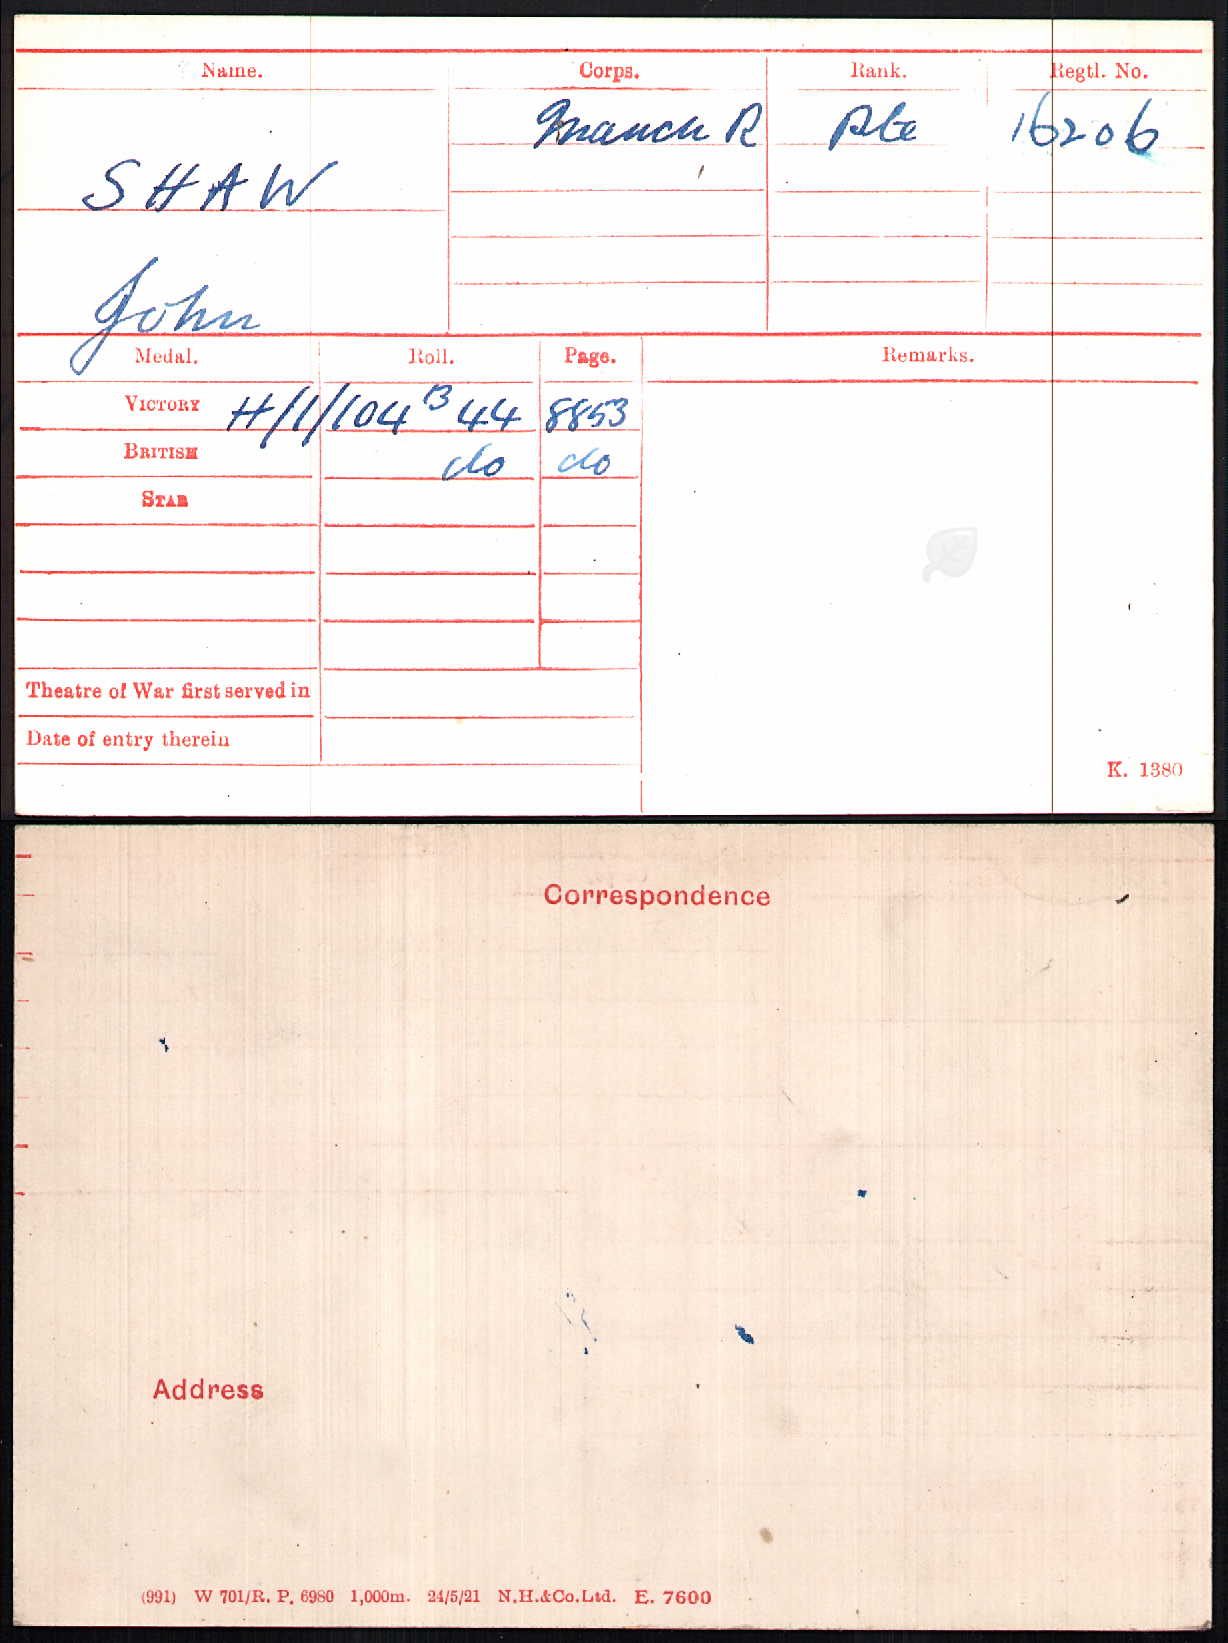 Name. Corps. Rank. Regtl. No.
Manch R Pte 16206
SHAW
John
Medal. Roll. Page. Remarks.
VICTORY H/1/104 B 44 8853
BRITISH do do
STAR
Theatre of War first served in
Date of entry therein
K. 1380
Correspondence
Address
(991) W 701/R. P. 6980 1,000m. 24/5/21 N.H.&Co.Ltd. E. 7600